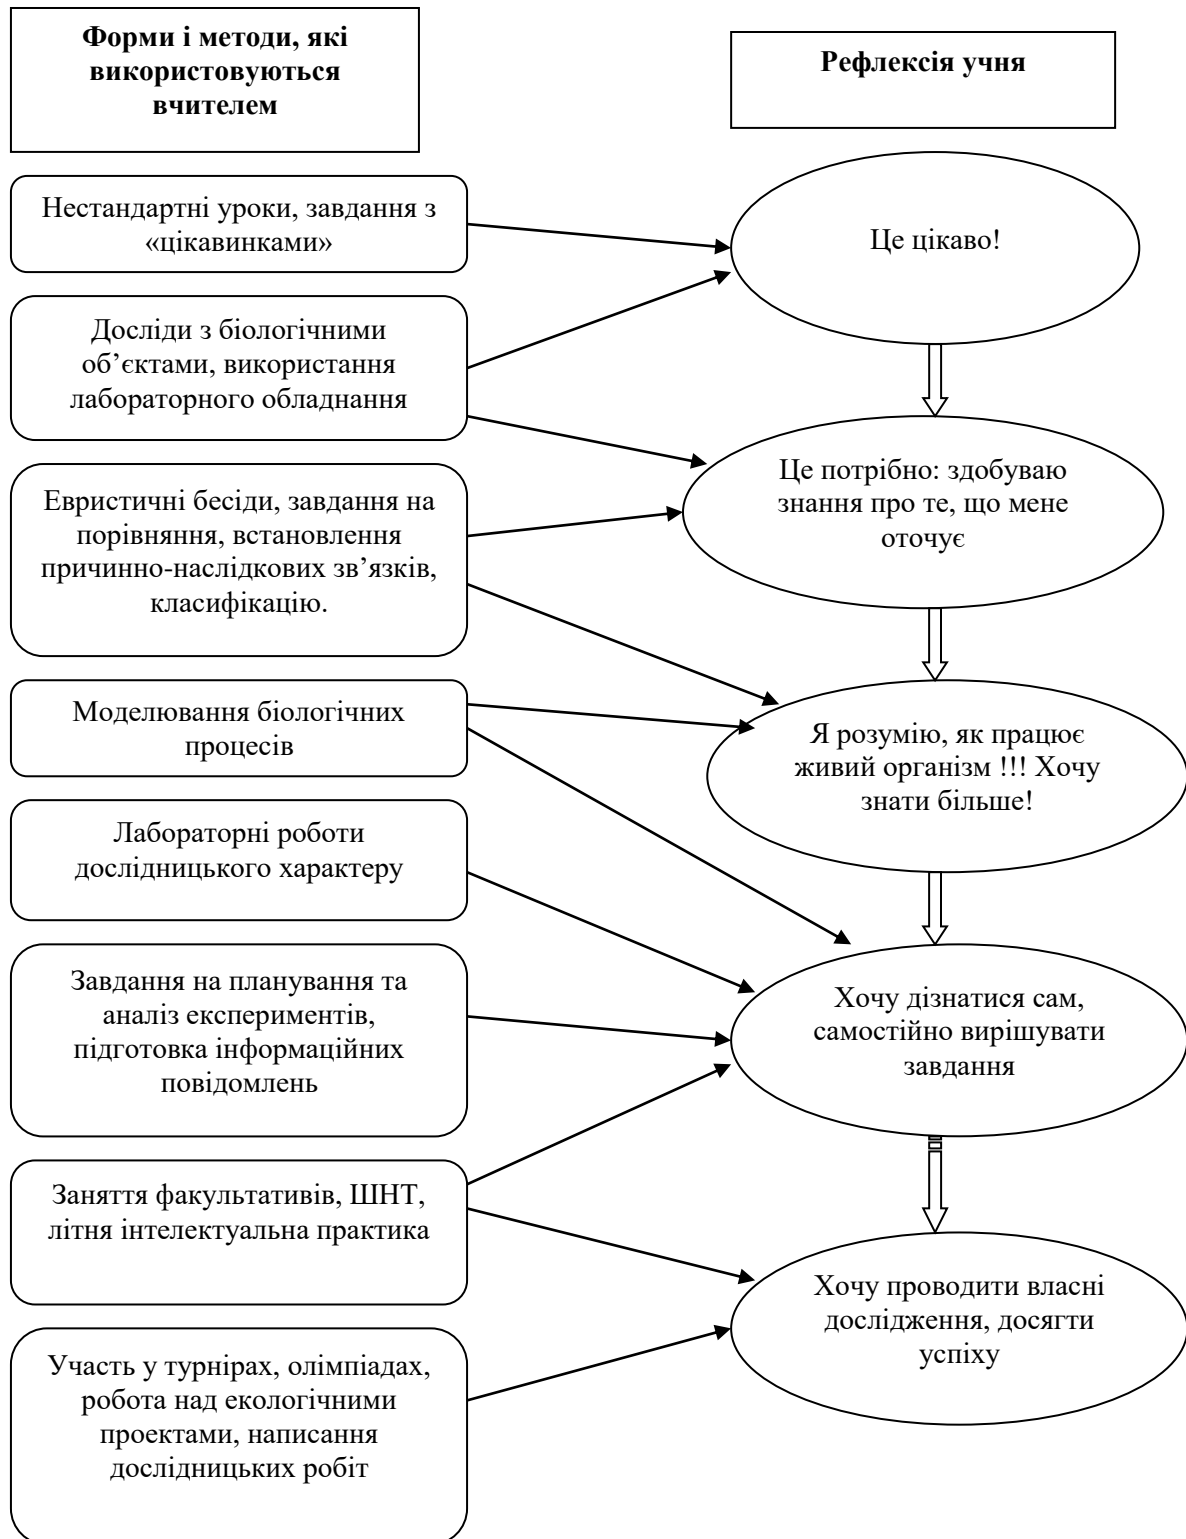 Форми і методи, які
використовуються
вчителем
Рефлексія учня
Нестандартні уроки, завдання з
«цікавинками»
Це цікаво!
Досліди з біологічними
об’єктами, використання
лабораторного обладнання
Це потрібно: здобуваю
знання про те, що мене
оточує
Евристичні бесіди, завдання на
порівняння, встановлення
причинно-наслідкових зв’язків,
класифікацію.
Моделювання біологічних
процесів
Я розумію, як працює
живий організм !!! Хочу
знати більше!
Лабораторні роботи
дослідницького характеру
Завдання на планування та
аналіз експериментів,
підготовка інформаційних
повідомлень
Хочу дізнатися сам,
самостійно вирішувати
завдання
Заняття факультативів, ШНТ,
літня інтелектуальна практика
Хочу проводити власні
дослідження, досягти
успіху
Участь у турнірах, олімпіадах,
робота над екологічними
проектами, написання
дослідницьких робіт